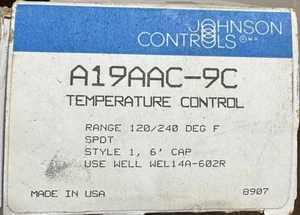 JOHNSON
CONTROLS
A19AAC-9C
TEMPERATURE CONTROL
RANGE 120/240 DEG F
SPDT
STYLE 1, 6' CAP
USE WELL WEL14A-602R
MADE IN USA 8907